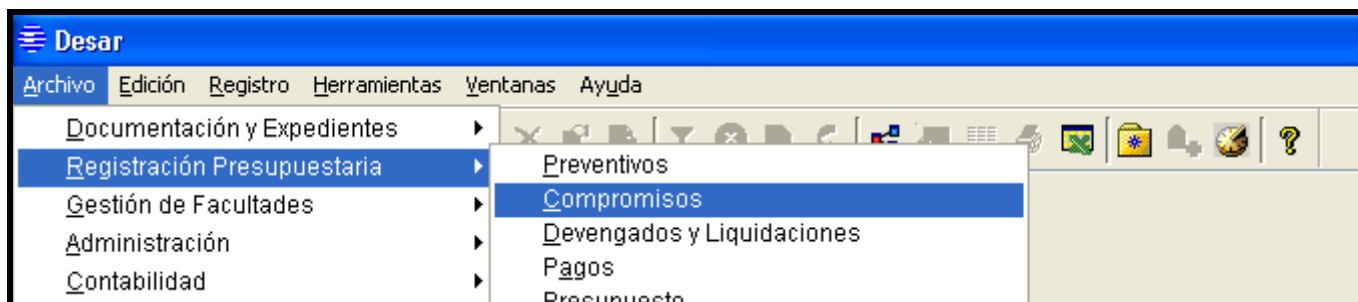 Desar
Archivo Edición Registro Herramientas Ventanas Ayuda
Documentación y Expedientes
Registración Presupuestaria
Gestión de Facultades
Administración
Contabilidad
Preventivos
Compromisos
Devengados y Liquidaciones
Pagos
Presupuesto